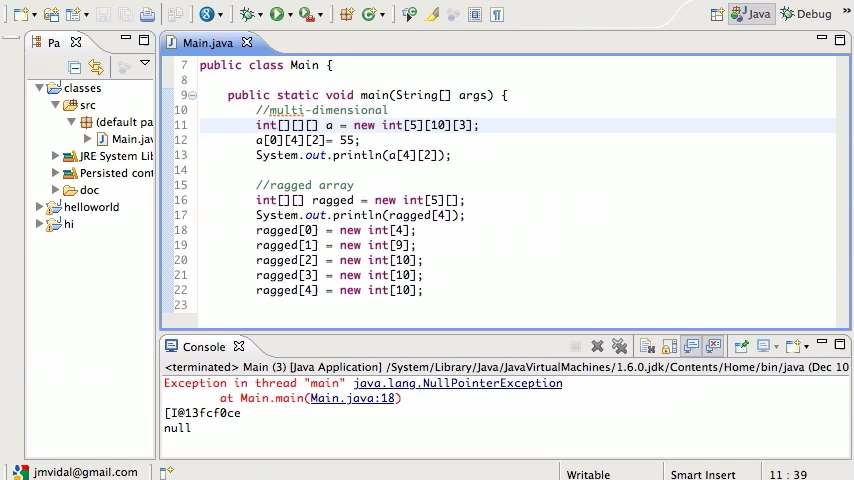 Java
Debug
Pa
Main.java
classes
src
(default pa
Main.jav
JRE System Lib
Persisted cont
doc
helloworld
hi
7 public class Main {
8
9 public static void main(String[] args) {
10 //multi-dimensional
11 int[][][] a = new int[5][10][3];
12 a[0][4][2]= 55;
13 System.out.println(a[4][2]);
14
15 //ragged array
16 int[][] ragged = new int[5][];
17 System.out.println(ragged[4]);
18 ragged[0] = new int[4];
19 ragged[1] = new int[9];
20 ragged[2] = new int[10];
21 ragged[3] = new int[10];
22 ragged[4] = new int[10];
23
Console
<terminated> Main (3) [Java Application] /System/Library/Java/JavaVirtualMachines/1.6.0.jdk/Contents/Home/bin/java (Dec 10
Exception in thread "main" java.lang.NullPointerException
at Main.main(Main.java:18)
[I@13fcf0ce
null
jmvidal@gmail.com
Writable
Smart Insert
11 : 39